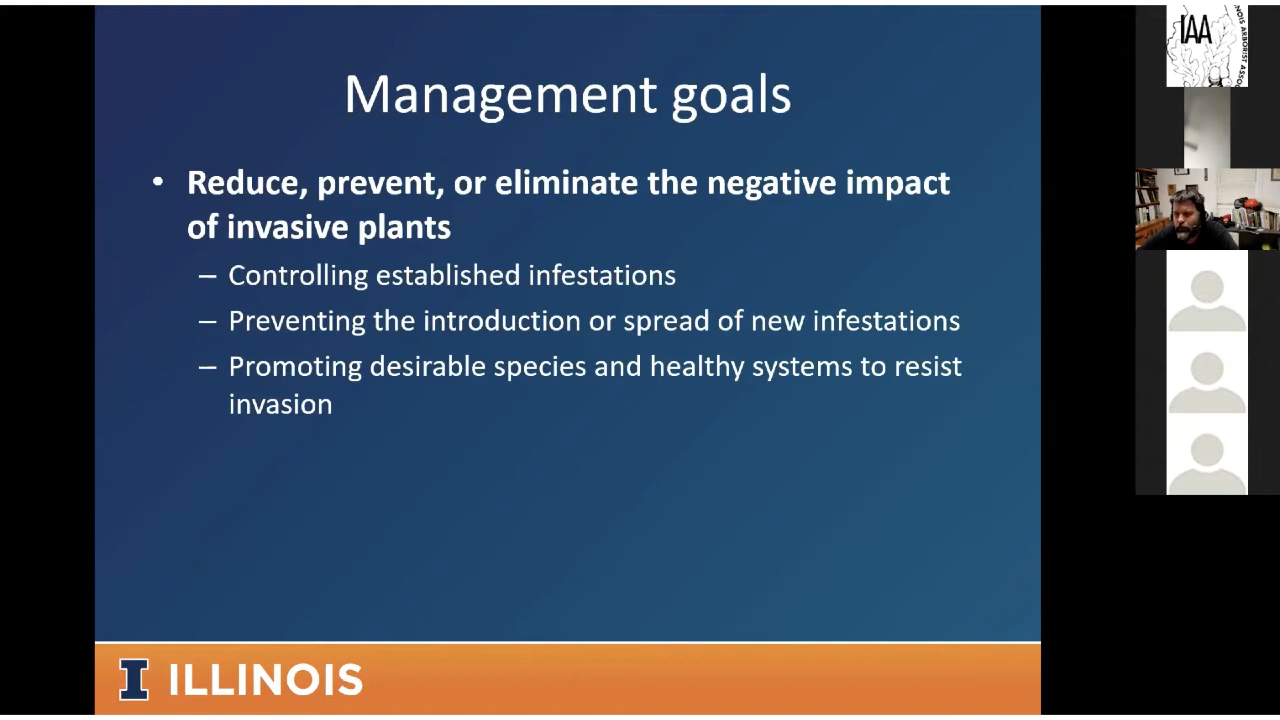 Management goals
• Reduce, prevent, or eliminate the negative impact
of invasive plants
– Controlling established infestations
– Preventing the introduction or spread of new infestations
– Promoting desirable species and healthy systems to resist
invasion
I ILLINOIS
IAA
ARBORIST